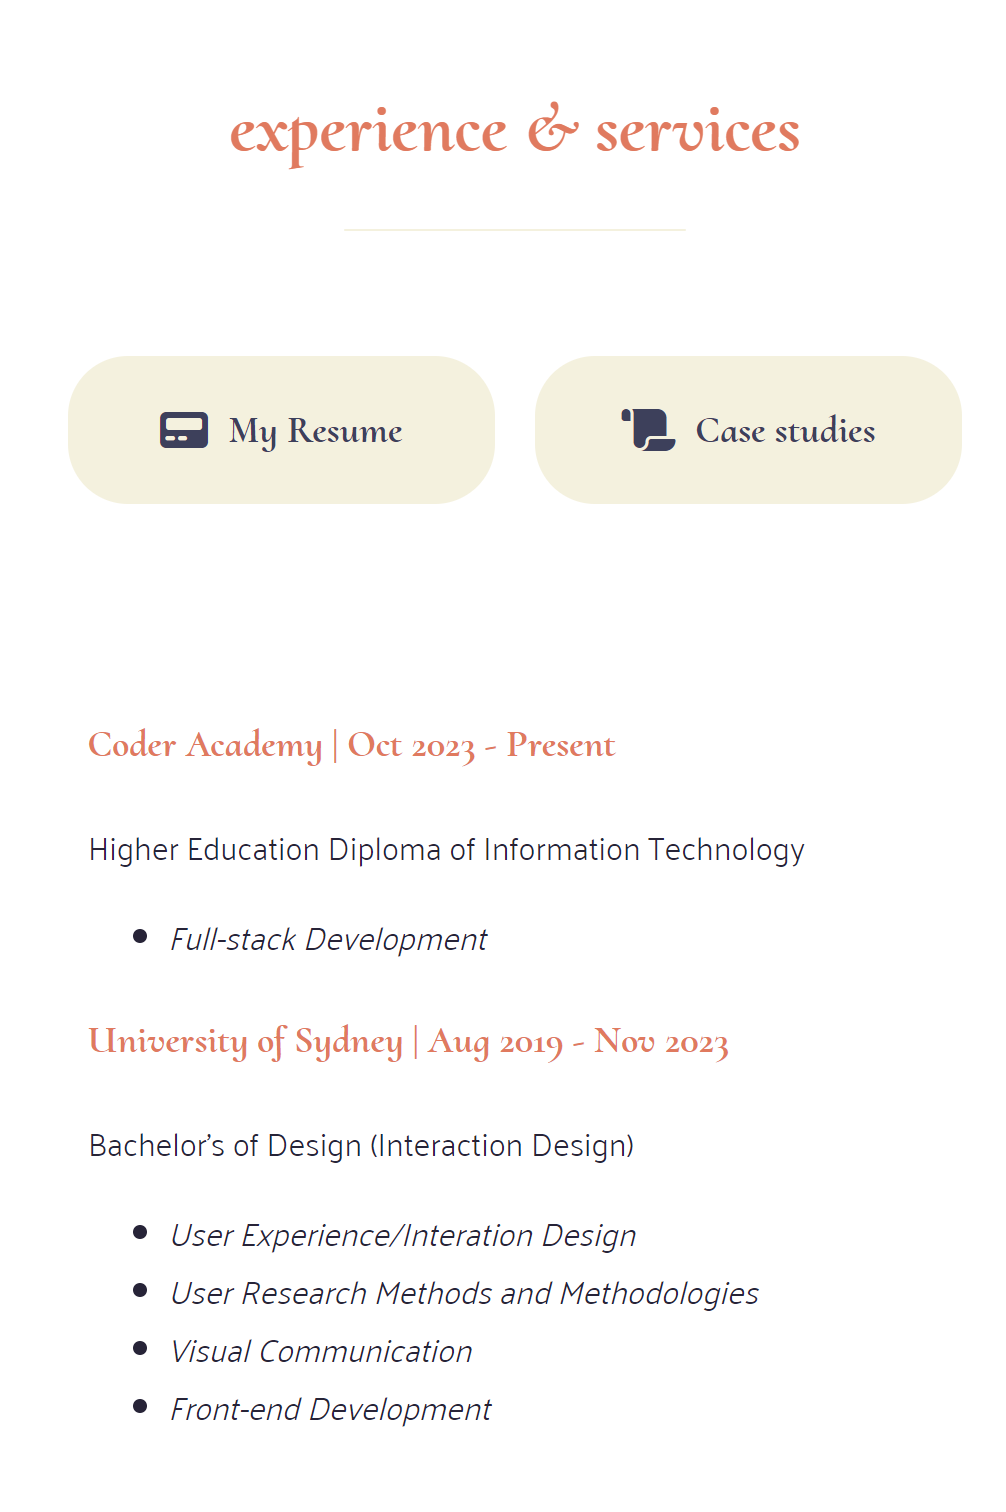 experience & services
My Resume
Case studies
Coder Academy | Oct 2023 - Present
Higher Education Diploma of Information Technology
Full-stack Development
University of Sydney | Aug 2019 - Nov 2023
Bachelor’s of Design (Interaction Design)
User Experience/Interation Design
User Research Methods and Methodologies
Visual Communication
Front-end Development